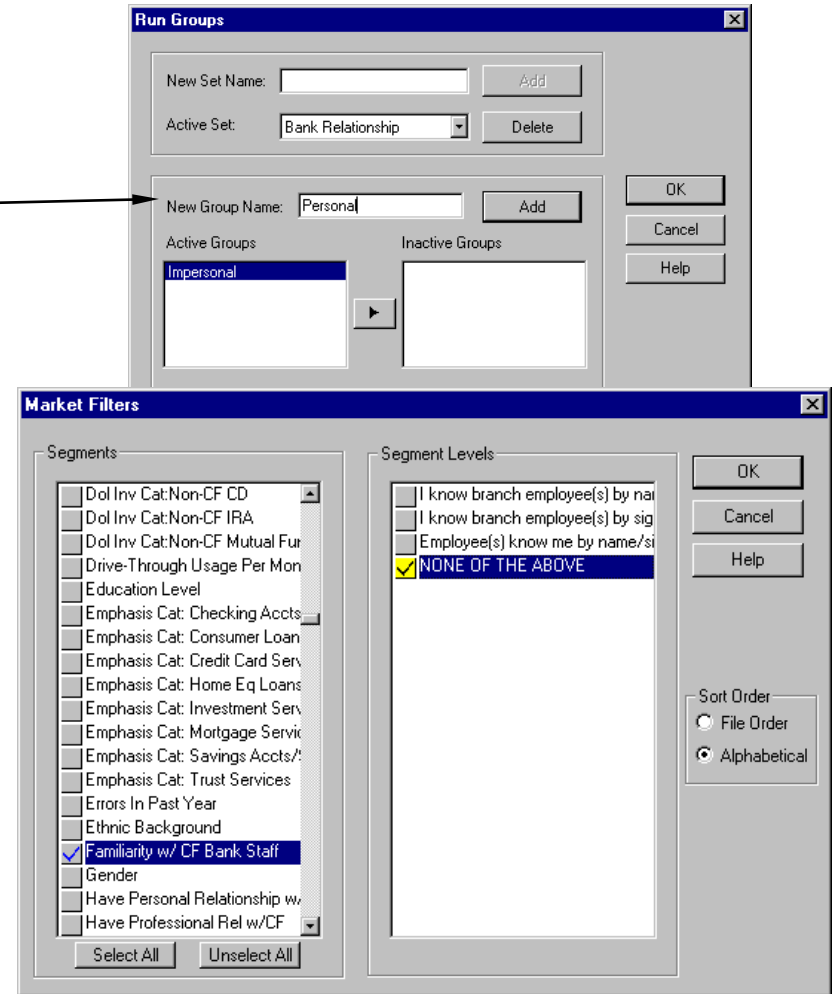 Run Groups
New Set Name:
Add
Active Set:
Bank Relationship
Delete
New Group Name:
Personal
Add
OK
Cancel
Help
Active Groups
Inactive Groups
Impersonal
Market Filters
Segments
Dol Inv Cat:Non-CF CD
Dol Inv Cat:Non-CF IRA
Dol Inv Cat:Non-CF Mutual Fur
Drive-Through Usage Per Mon
Education Level
Emphasis Cat: Checking Accts
Emphasis Cat: Consumer Loan
Emphasis Cat: Credit Card Serv
Emphasis Cat: Home Eq Loans
Emphasis Cat: Investment Serv
Emphasis Cat: Mortgage Servic
Emphasis Cat: Savings Accts/
Emphasis Cat: Trust Services
Errors In Past Year
Ethnic Background
Familiarity w/ CF Bank Staff
Gender
Have Personal Relationship w/
Have Professional Rel w/CF
Select All
Unselect All
Segment Levels
I know branch employee(s) by nar
I know branch employee(s) by sig
Employee(s) know me by name/si
NONE OF THE ABOVE
OK
Cancel
Help
Sort Order
File Order
Alphabetical